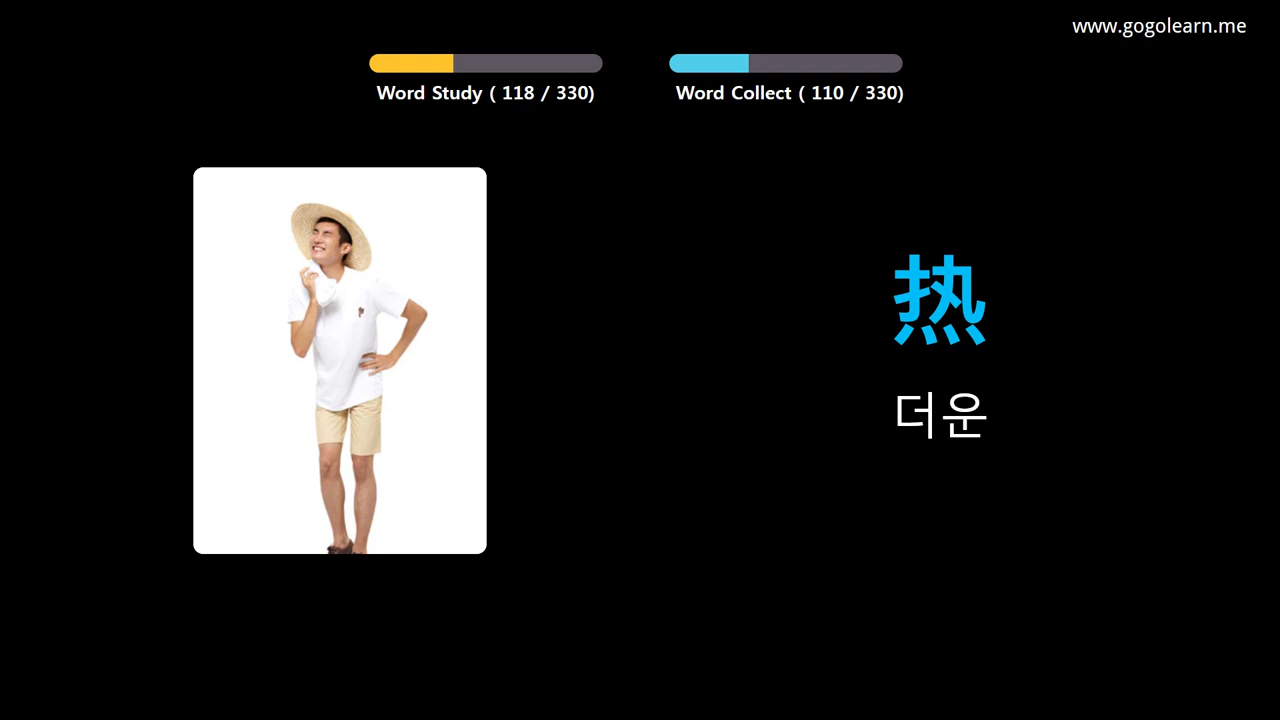 www.gogolearn.me
Word Study ( 118 / 330)
Word Collect ( 110 / 330)
热
더운